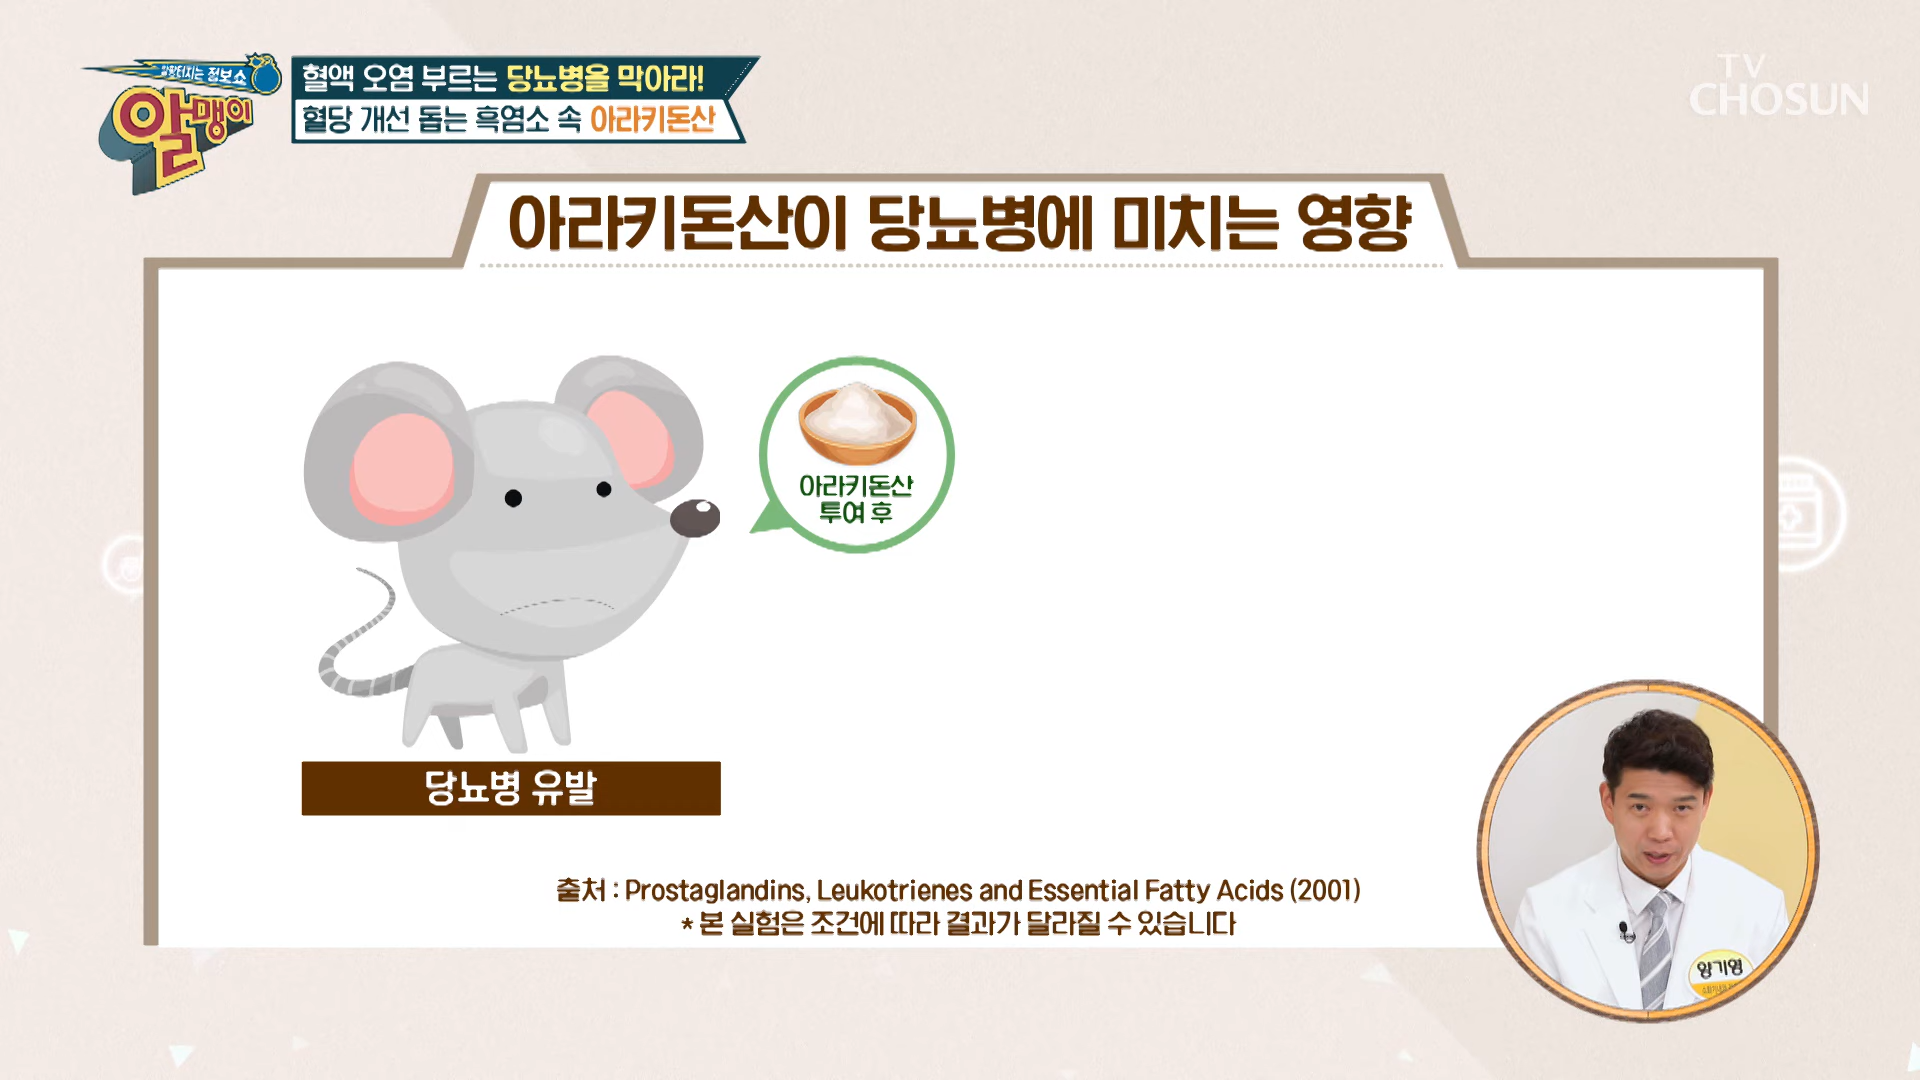 알맹이
혈액 오염 부르는 당뇨병을 막아라!
혈당 개선 돕는 흑염소 속 아라키돈산
TV
CHOSUN
아라키돈산이 당뇨병에 미치는 영향
아라키돈산
투여 후
당뇨병 유발
출처 : Prostaglandins, Leukotrienes and Essential Fatty Acids (2001)
* 본 실험은 조건에 따라 결과가 달라질 수 있습니다
양기영